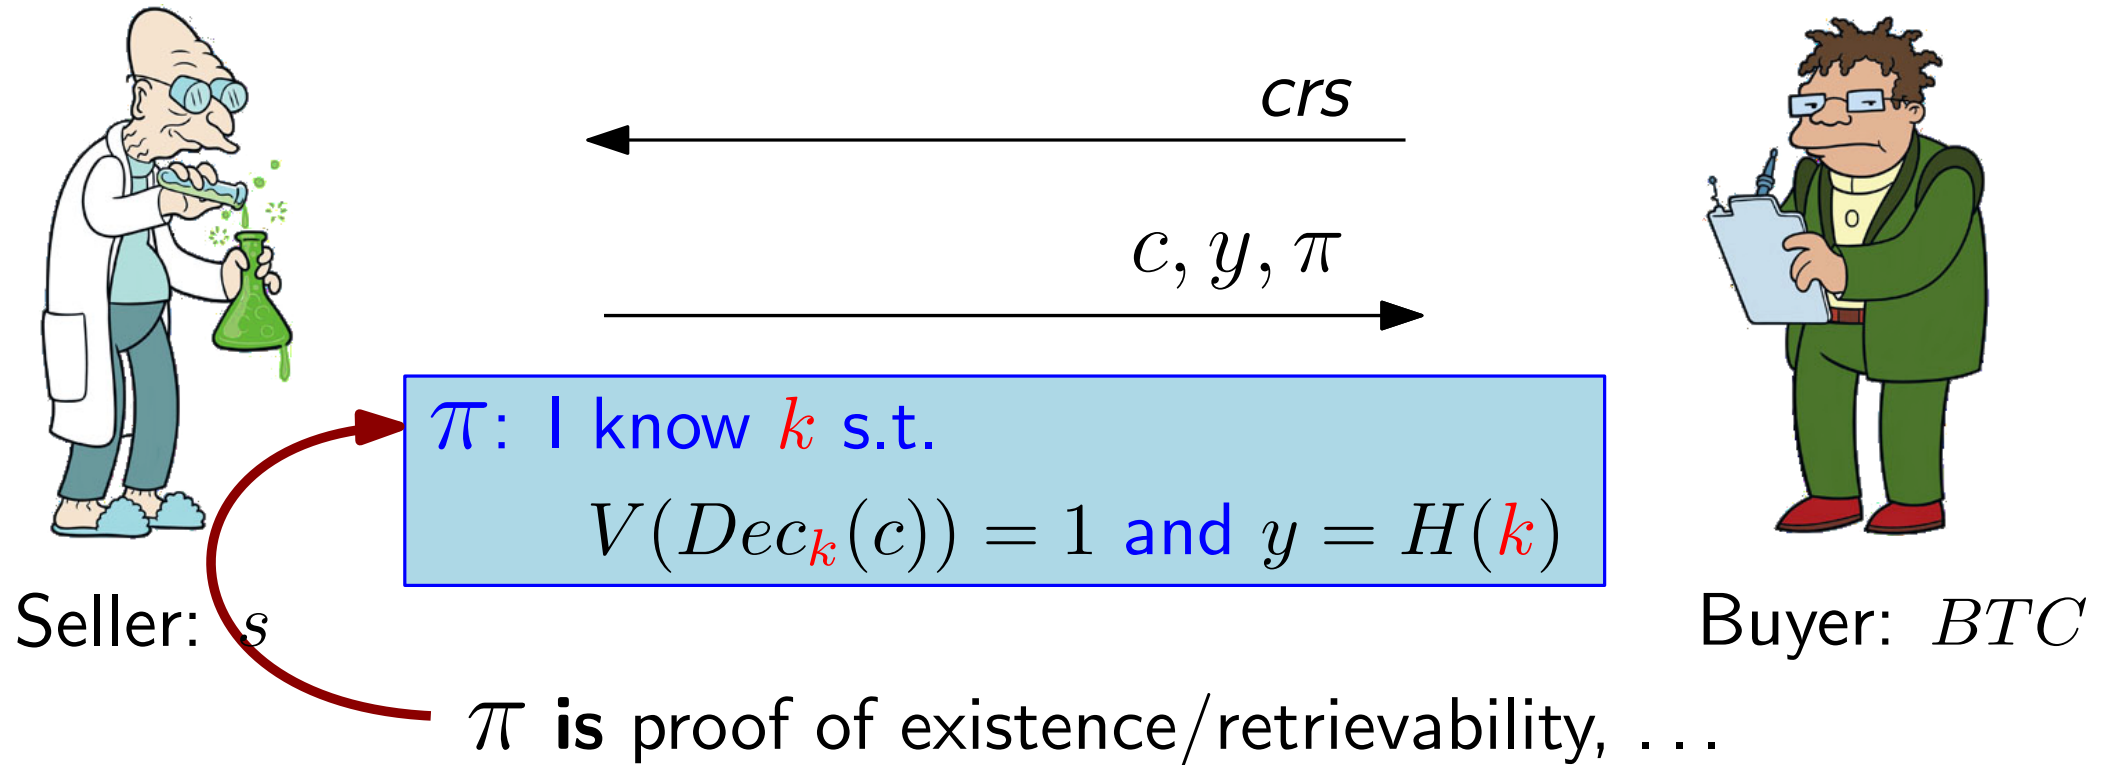 crs
c, y, π
π: I know k s.t.
V(Dec_k(c)) = 1 and y = H(k)
Seller: s
Buyer: BTC
π is proof of existence/retrievability, ...